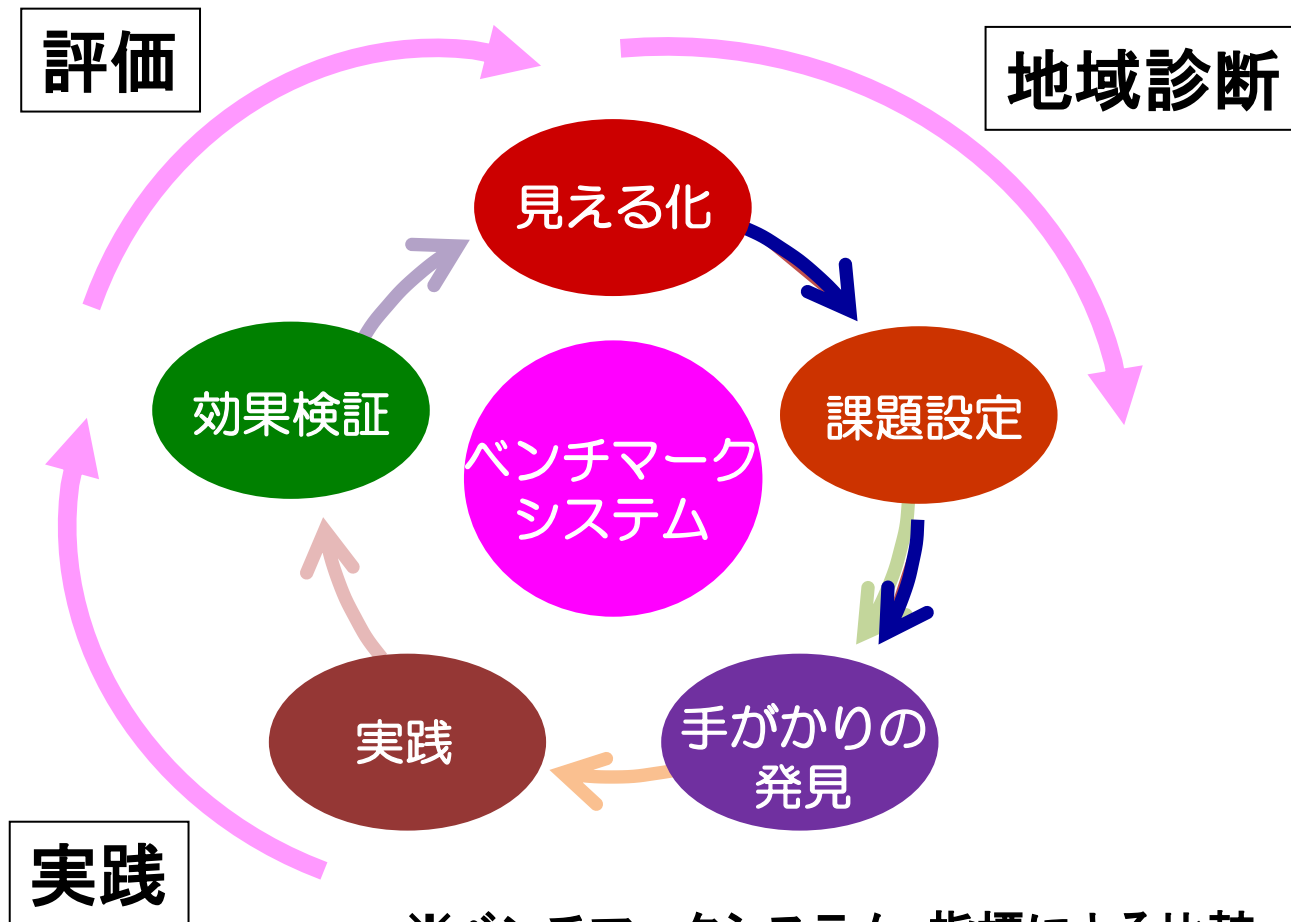 評価
地域診断
見える化
効果検証
課題設定
ベンチマーク
システム
実践
手がかりの
発見
実践